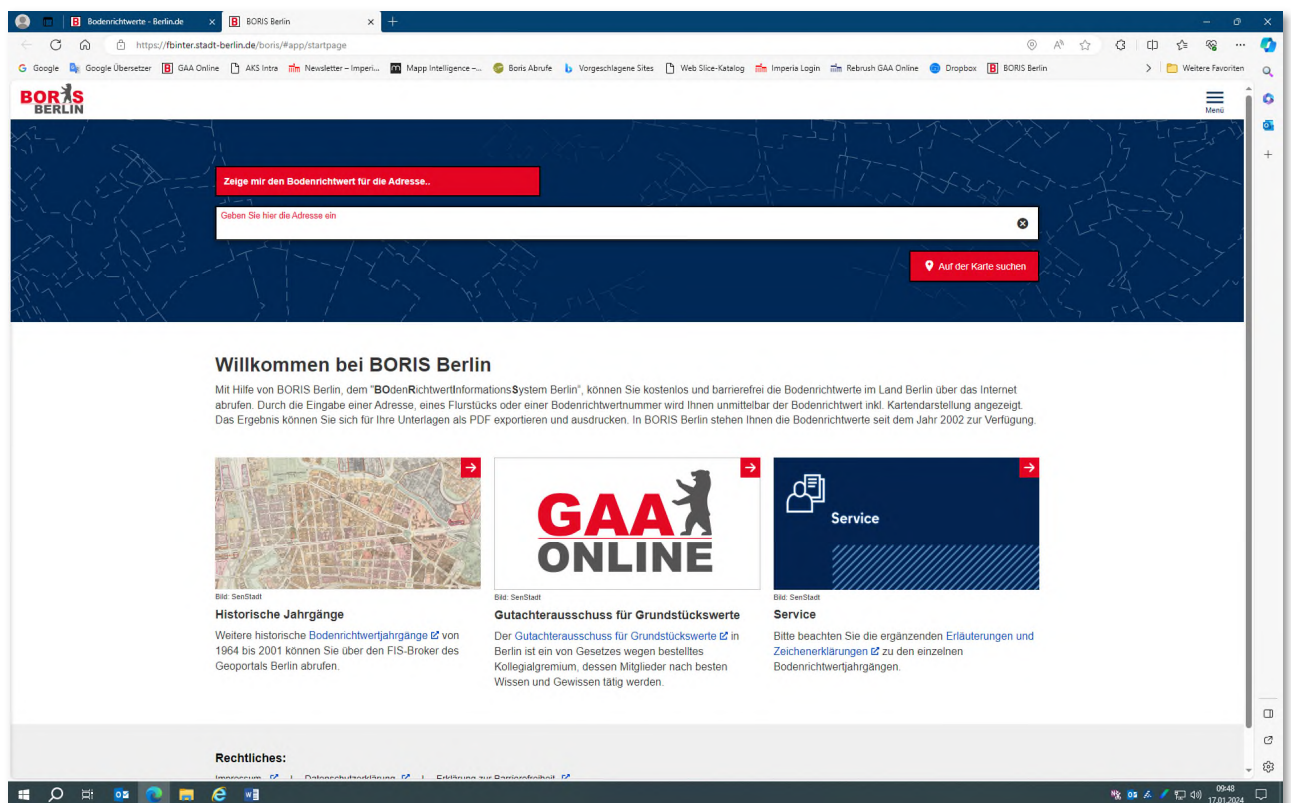 Bodenrichtwerte - Berlin.de
BORIS Berlin
https://fbinter.stadt-berlin.de/boris/#app/startpage
Google
Google Übersetzer
GAA Online
AKS Intra
Newsletter – Imperi...
Mapp Intelligence –...
Boris Abrufe
Vorgeschlagene Sites
Web Slice-Katalog
Imperia Login
Rebrush GAA Online
Dropbox
BORIS Berlin
Weitere Favoriten
BORIS
BERLIN
Menü
Zeige mir den Bodenrichtwert für die Adresse..
Geben Sie hier die Adresse ein
Auf der Karte suchen
Willkommen bei BORIS Berlin
Mit Hilfe von BORIS Berlin, dem "BOdenRichtwertInformationsSystem Berlin", können Sie kostenlos und barrierefrei die Bodenrichtwerte im Land Berlin über das Internet
abrufen. Durch die Eingabe einer Adresse, eines Flurstücks oder einer Bodenrichtwertnummer wird Ihnen unmittelbar der Bodenrichtwert inkl. Kartendarstellung angezeigt.
Das Ergebnis können Sie sich für Ihre Unterlagen als PDF exportieren und ausdrucken. In BORIS Berlin stehen Ihnen die Bodenrichtwerte seit dem Jahr 2002 zur Verfügung.
Bild: SenStadt
Historische Jahrgänge
Weitere historische Bodenrichtwertjahrgänge von
1964 bis 2001 können Sie über den FIS-Broker des
Geoportals Berlin abrufen.
GAA
ONLINE
Bild: SenStadt
Gutachterausschuss für Grundstückswerte
Der Gutachterausschuss für Grundstückswerte in
Berlin ist ein von Gesetzes wegen bestelltes
Kollegialgremium, dessen Mitglieder nach besten
Wissen und Gewissen tätig werden.
Service
Bild: SenStadt
Service
Bitte beachten Sie die ergänzenden Erläuterungen und
Zeichenerklärungen zu den einzelnen
Bodenrichtwertjahrgängen.
Rechtliches:
Impressum | Datenschutzerklärung | Erklärung zur Barrierefreiheit
09:48
17.01.2024